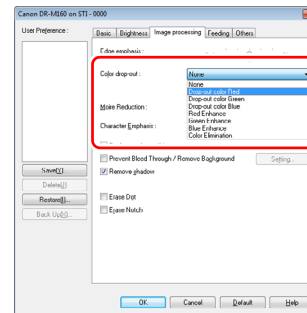 Canon DR-M160 on STI - 0000
User Preference :
Basic Brightness Image processing Feeding Others
Edge emphasis :
Color drop-out : None
None
Drop-out color Red
Drop-out color Green
Drop-out color Blue
Red Enhance
Green Enhance
Blue Enhance
Color Elimination
Moire Reduction :
Character Emphasis :
Prevent Bleed Through / Remove Background Setting...
Remove shadow
Erase Dot
Erase Notch
Save(Y)
Delete(J)
Restore(I)...
Back Up(N)...
OK Cancel Default Help